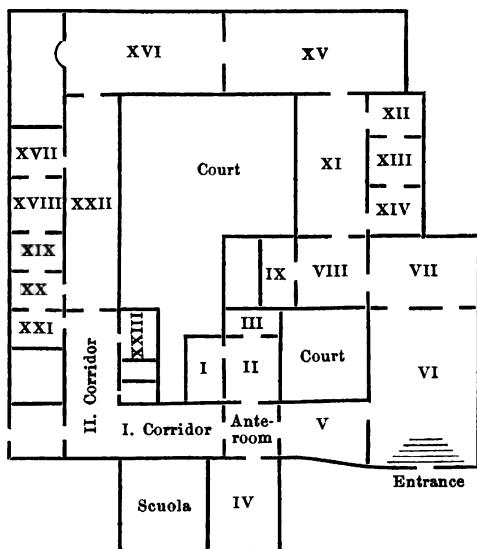 XVI
XV
XII
XVII
XI
XIII
Court
XVIII
XXII
XIV
XIX
IX
VIII
VII
XX
XXI
XXIII
III
Court
I
II
VI
II. Corridor
I. Corridor
Ante-
room
V
Entrance
Scuola
IV